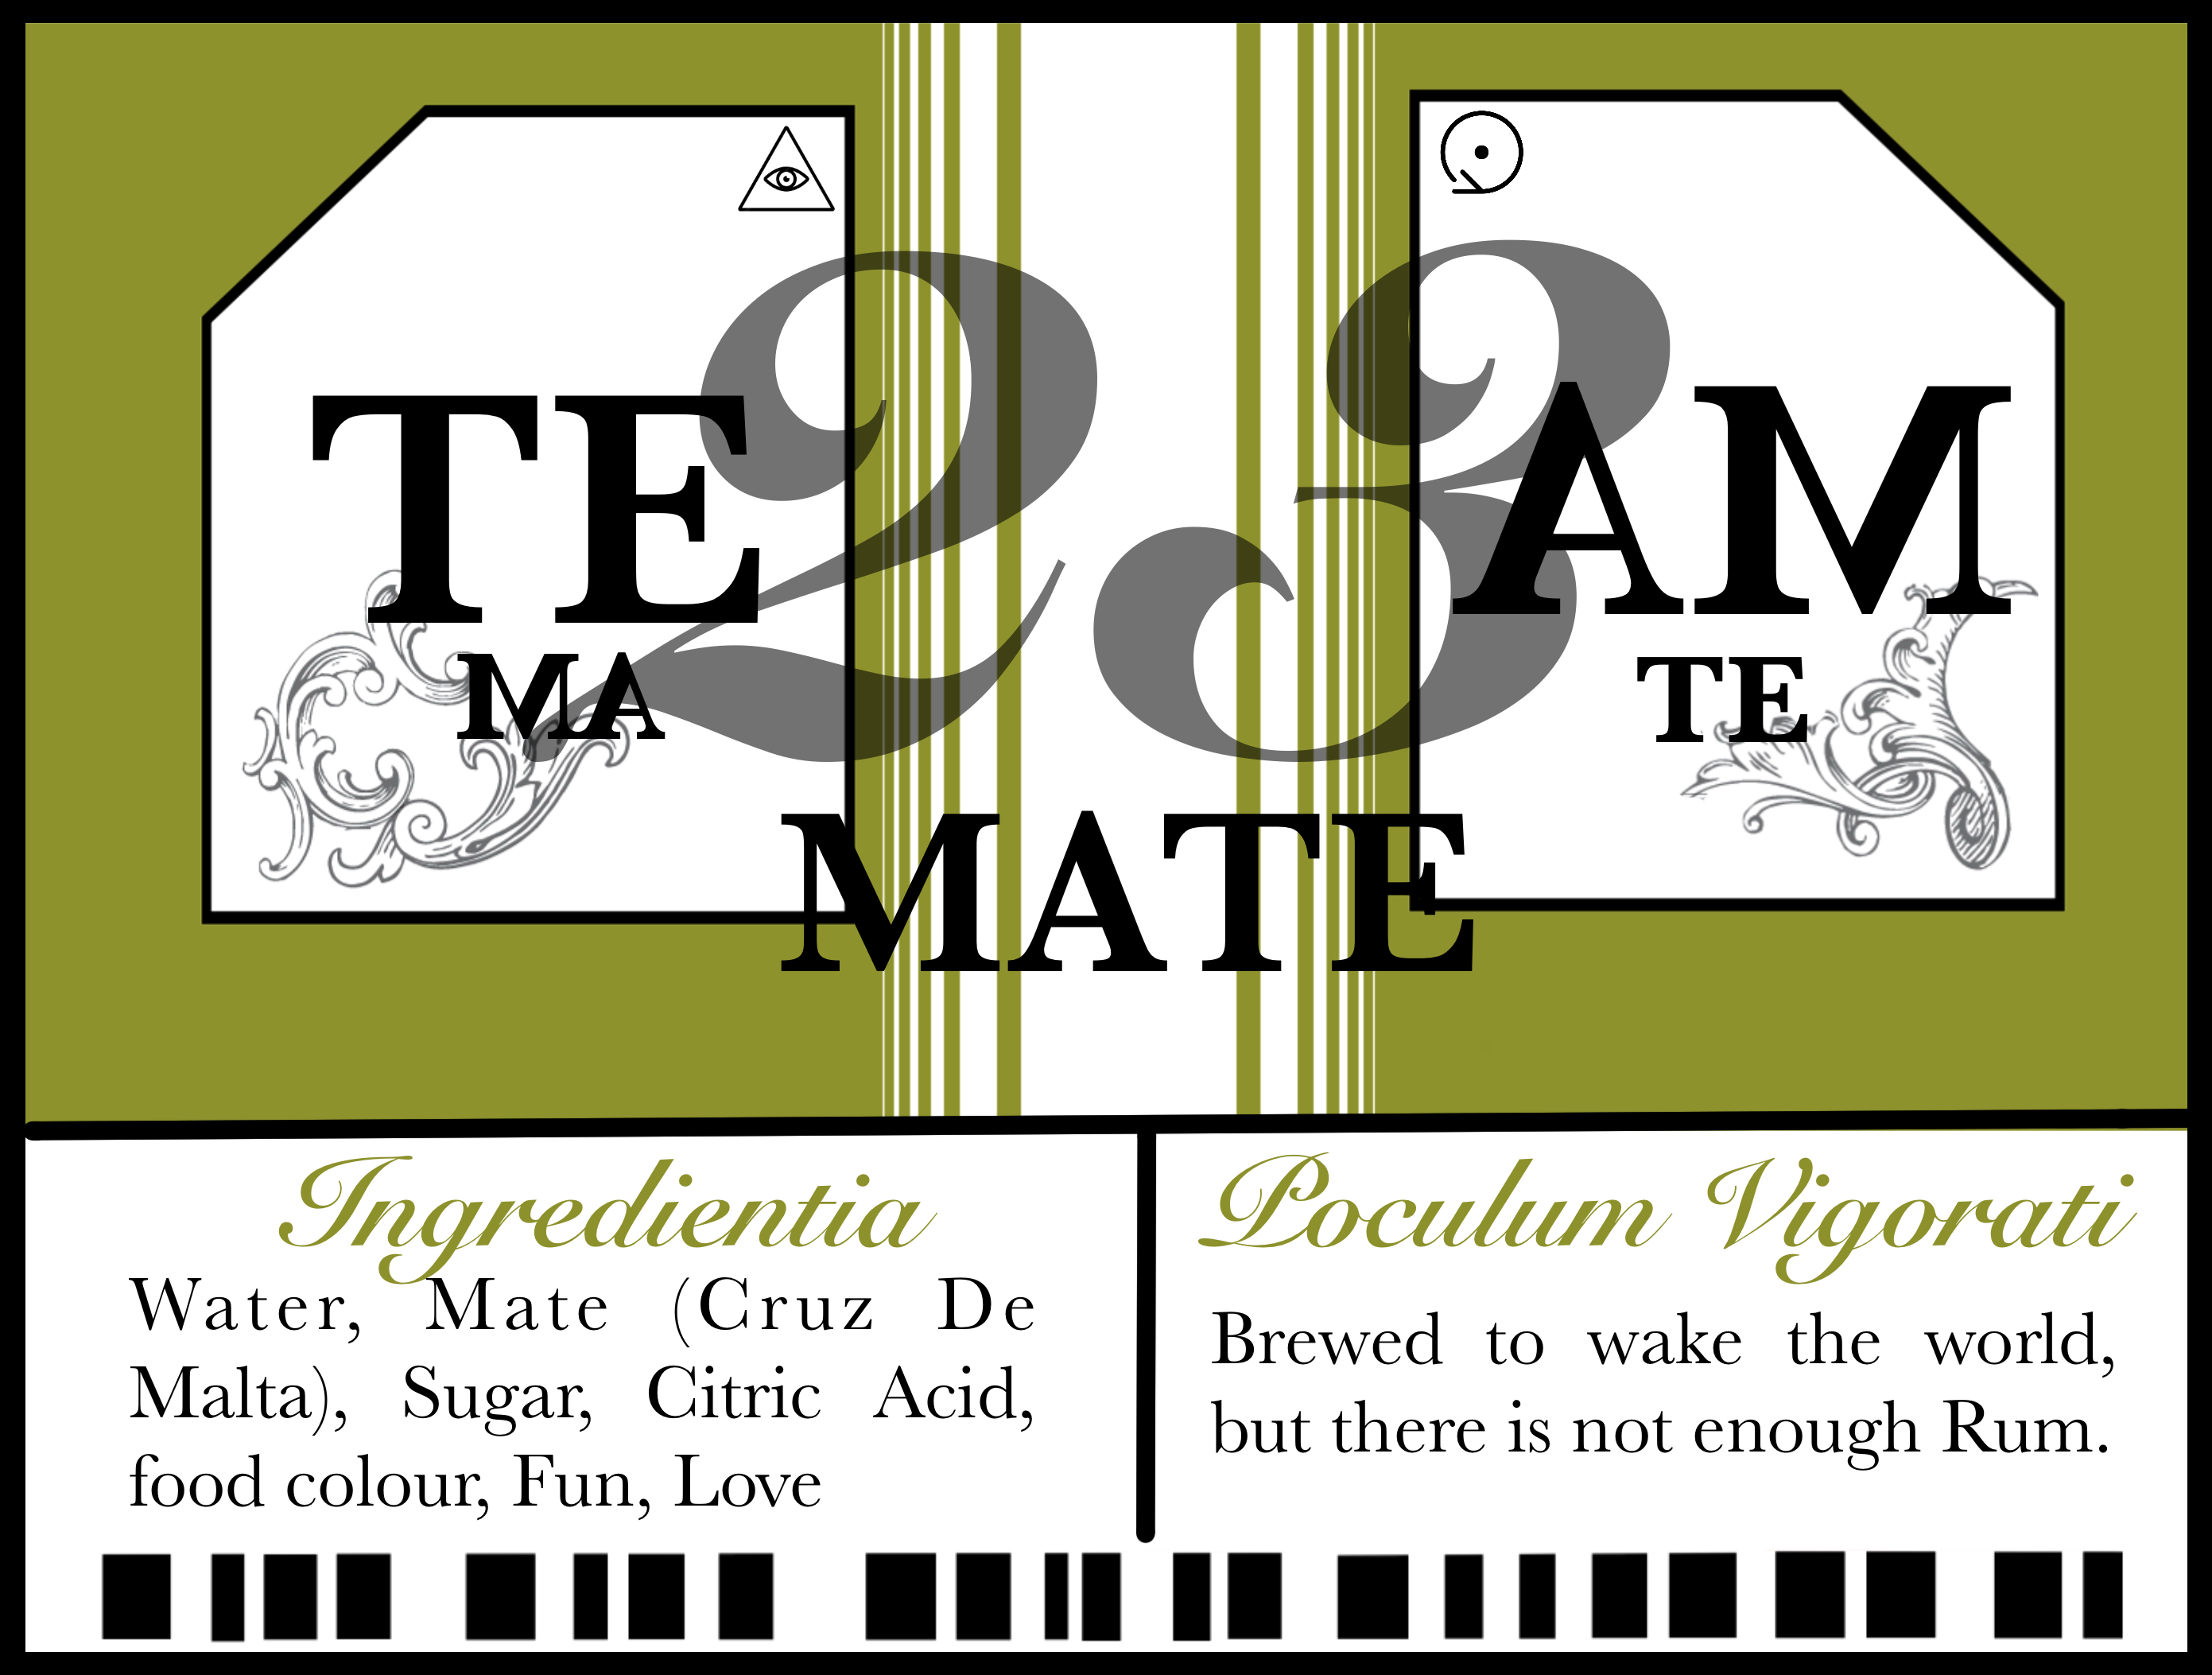 23
TE AM
MA TE
MATE
Ingredientia
Water, Mate (Cruz De
Malta), Sugar, Citric Acid,
food colour, Fun, Love
Poculum Vigorati
Brewed to wake the world,
but there is not enough Rum.